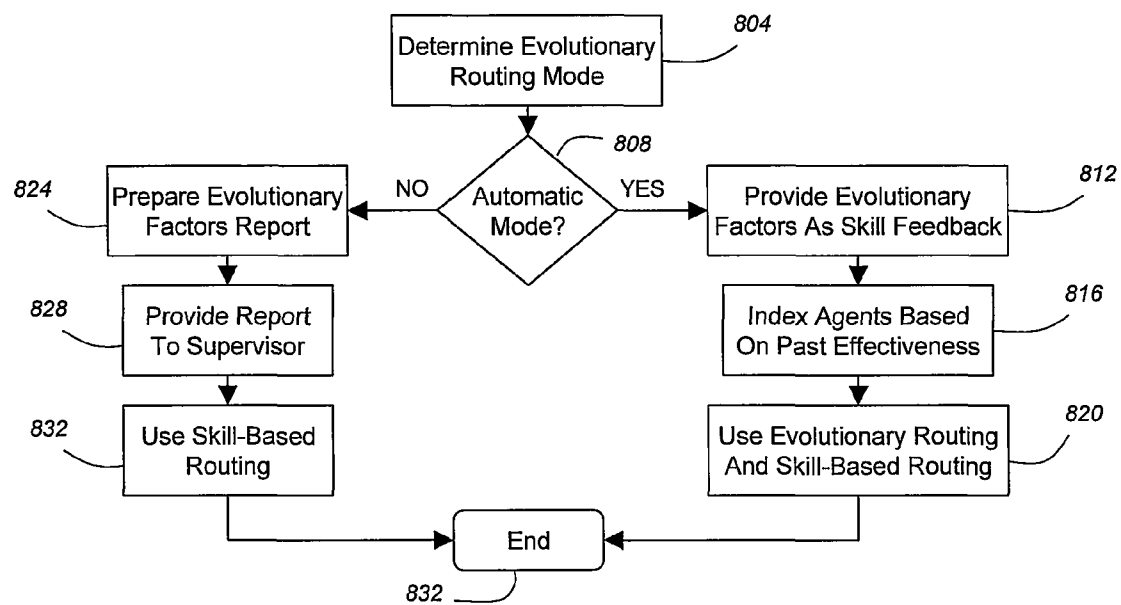 Determine Evolutionary
Routing Mode
804
808
Automatic
Mode?
NO
YES
824
Prepare Evolutionary
Factors Report
812
Provide Evolutionary
Factors As Skill Feedback
828
Provide Report
To Supervisor
816
Index Agents Based
On Past Effectiveness
832
Use Skill-Based
Routing
820
Use Evolutionary Routing
And Skill-Based Routing
End
832